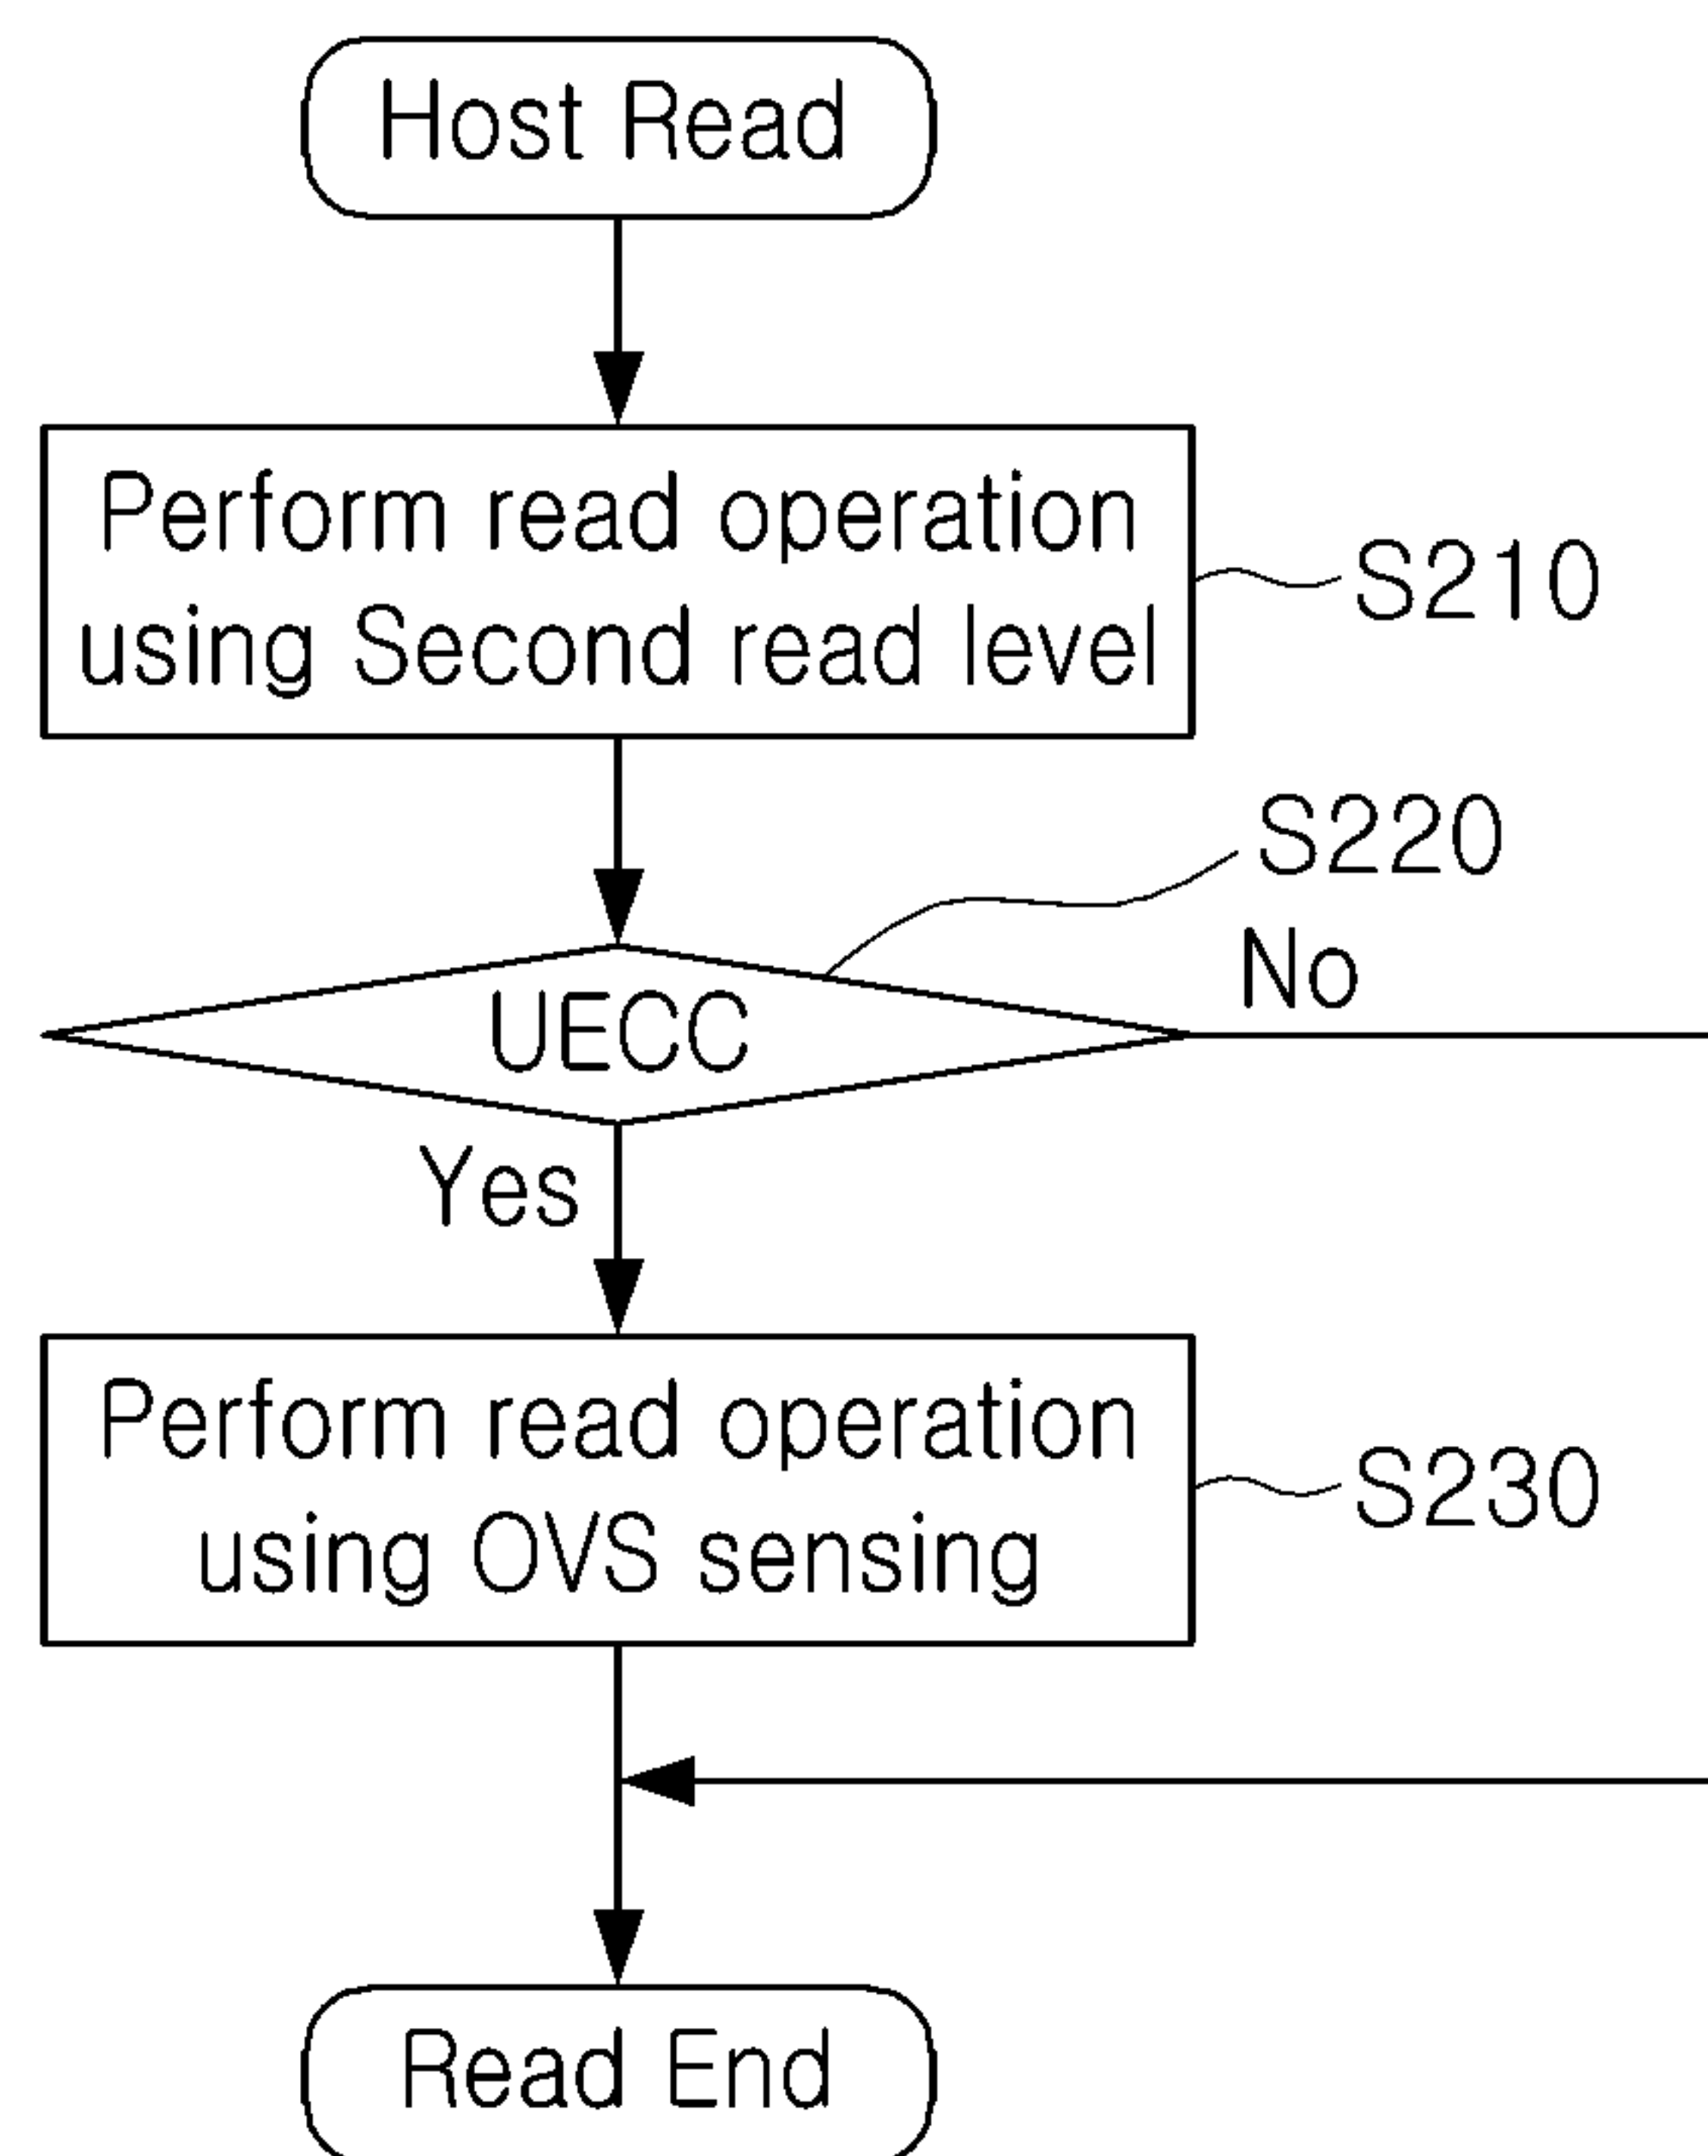 Host Read
Perform read operation
using Second read level
S210
S220
UECC
No
Yes
Perform read operation
using OVS sensing
S230
Read End